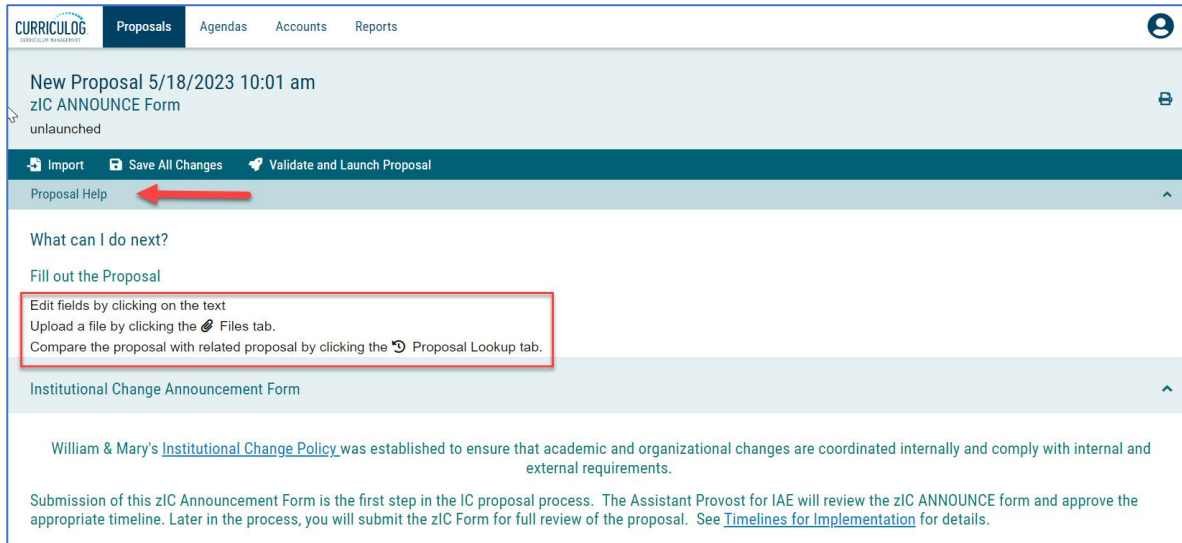 CURRICULOG
CURRICULUM MANAGEMENT
Proposals Agendas Accounts Reports
New Proposal 5/18/2023 10:01 am
zIC ANNOUNCE Form
unlaunched
Import Save All Changes Validate and Launch Proposal
Proposal Help
What can I do next?
Fill out the Proposal
Edit fields by clicking on the text
Upload a file by clicking the Files tab.
Compare the proposal with related proposal by clicking the Proposal Lookup tab.
Institutional Change Announcement Form
William & Mary's Institutional Change Policy was established to ensure that academic and organizational changes are coordinated internally and comply with internal and
external requirements.
Submission of this zIC Announcement Form is the first step in the IC proposal process. The Assistant Provost for IAE will review the zIC ANNOUNCE form and approve the
appropriate timeline. Later in the process, you will submit the zIC Form for full review of the proposal. See Timelines for Implementation for details.